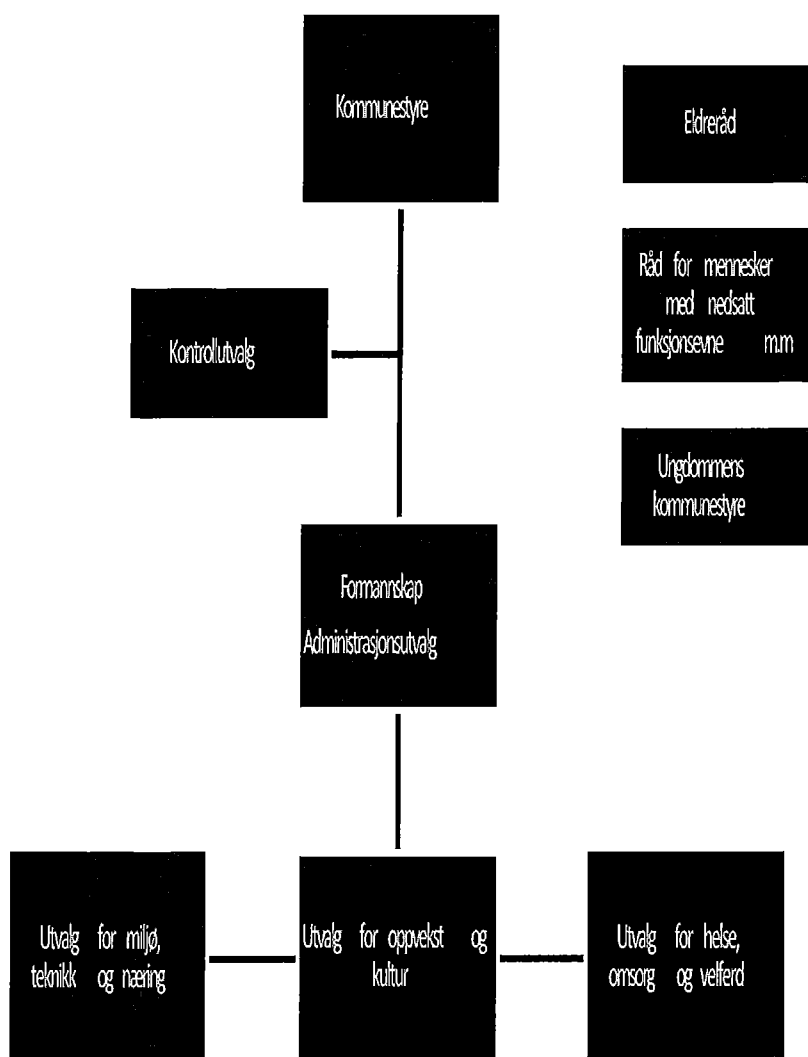 Kommunestyre
Eldreråd
Råd for mennesker
med nedsatt
funksjonsevne m.m
Kontrollutvalg
Ungdommens
kommunestyre
Formannskap
Administrasjonsutvalg
Utvalg for miljø,
teknikk og næring
Utvalg for oppvekst og
kultur
Utvalg for helse,
omsorg og velferd